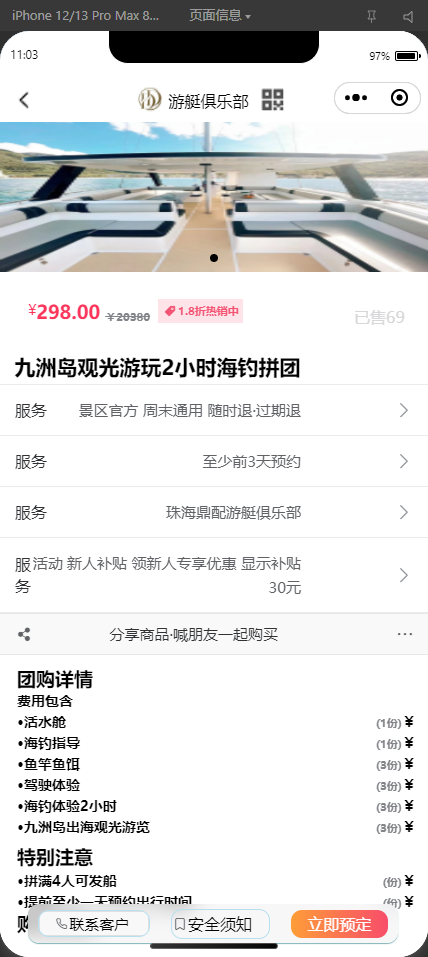 iPhone 12/13 Pro Max 8... 页面信息
11:03 97%
游艇俱乐部
¥298.00 ¥20380 1.8折热销中 已售69
九洲岛观光游玩2小时海钓拼团
服务 景区官方 周末通用 随时退·过期退
服务 至少前3天预约
服务 珠海鼎配游艇俱乐部
服务 活动 新人补贴 领新人专享优惠 显示补贴30元
分享商品·喊朋友一起购买
团购详情
费用包含
•活水舱 (1份) ¥
•海钓指导 (1份) ¥
•鱼竿鱼饵 (3份) ¥
•驾驶体验 (3份) ¥
•海钓体验2小时 (3份) ¥
•九洲岛出海观光游览 (3份) ¥
特别注意
•拼满4人可发船 (份) ¥
•提前至少一天预约出行时间 (份) ¥
购
联系客户 安全须知 立即预定